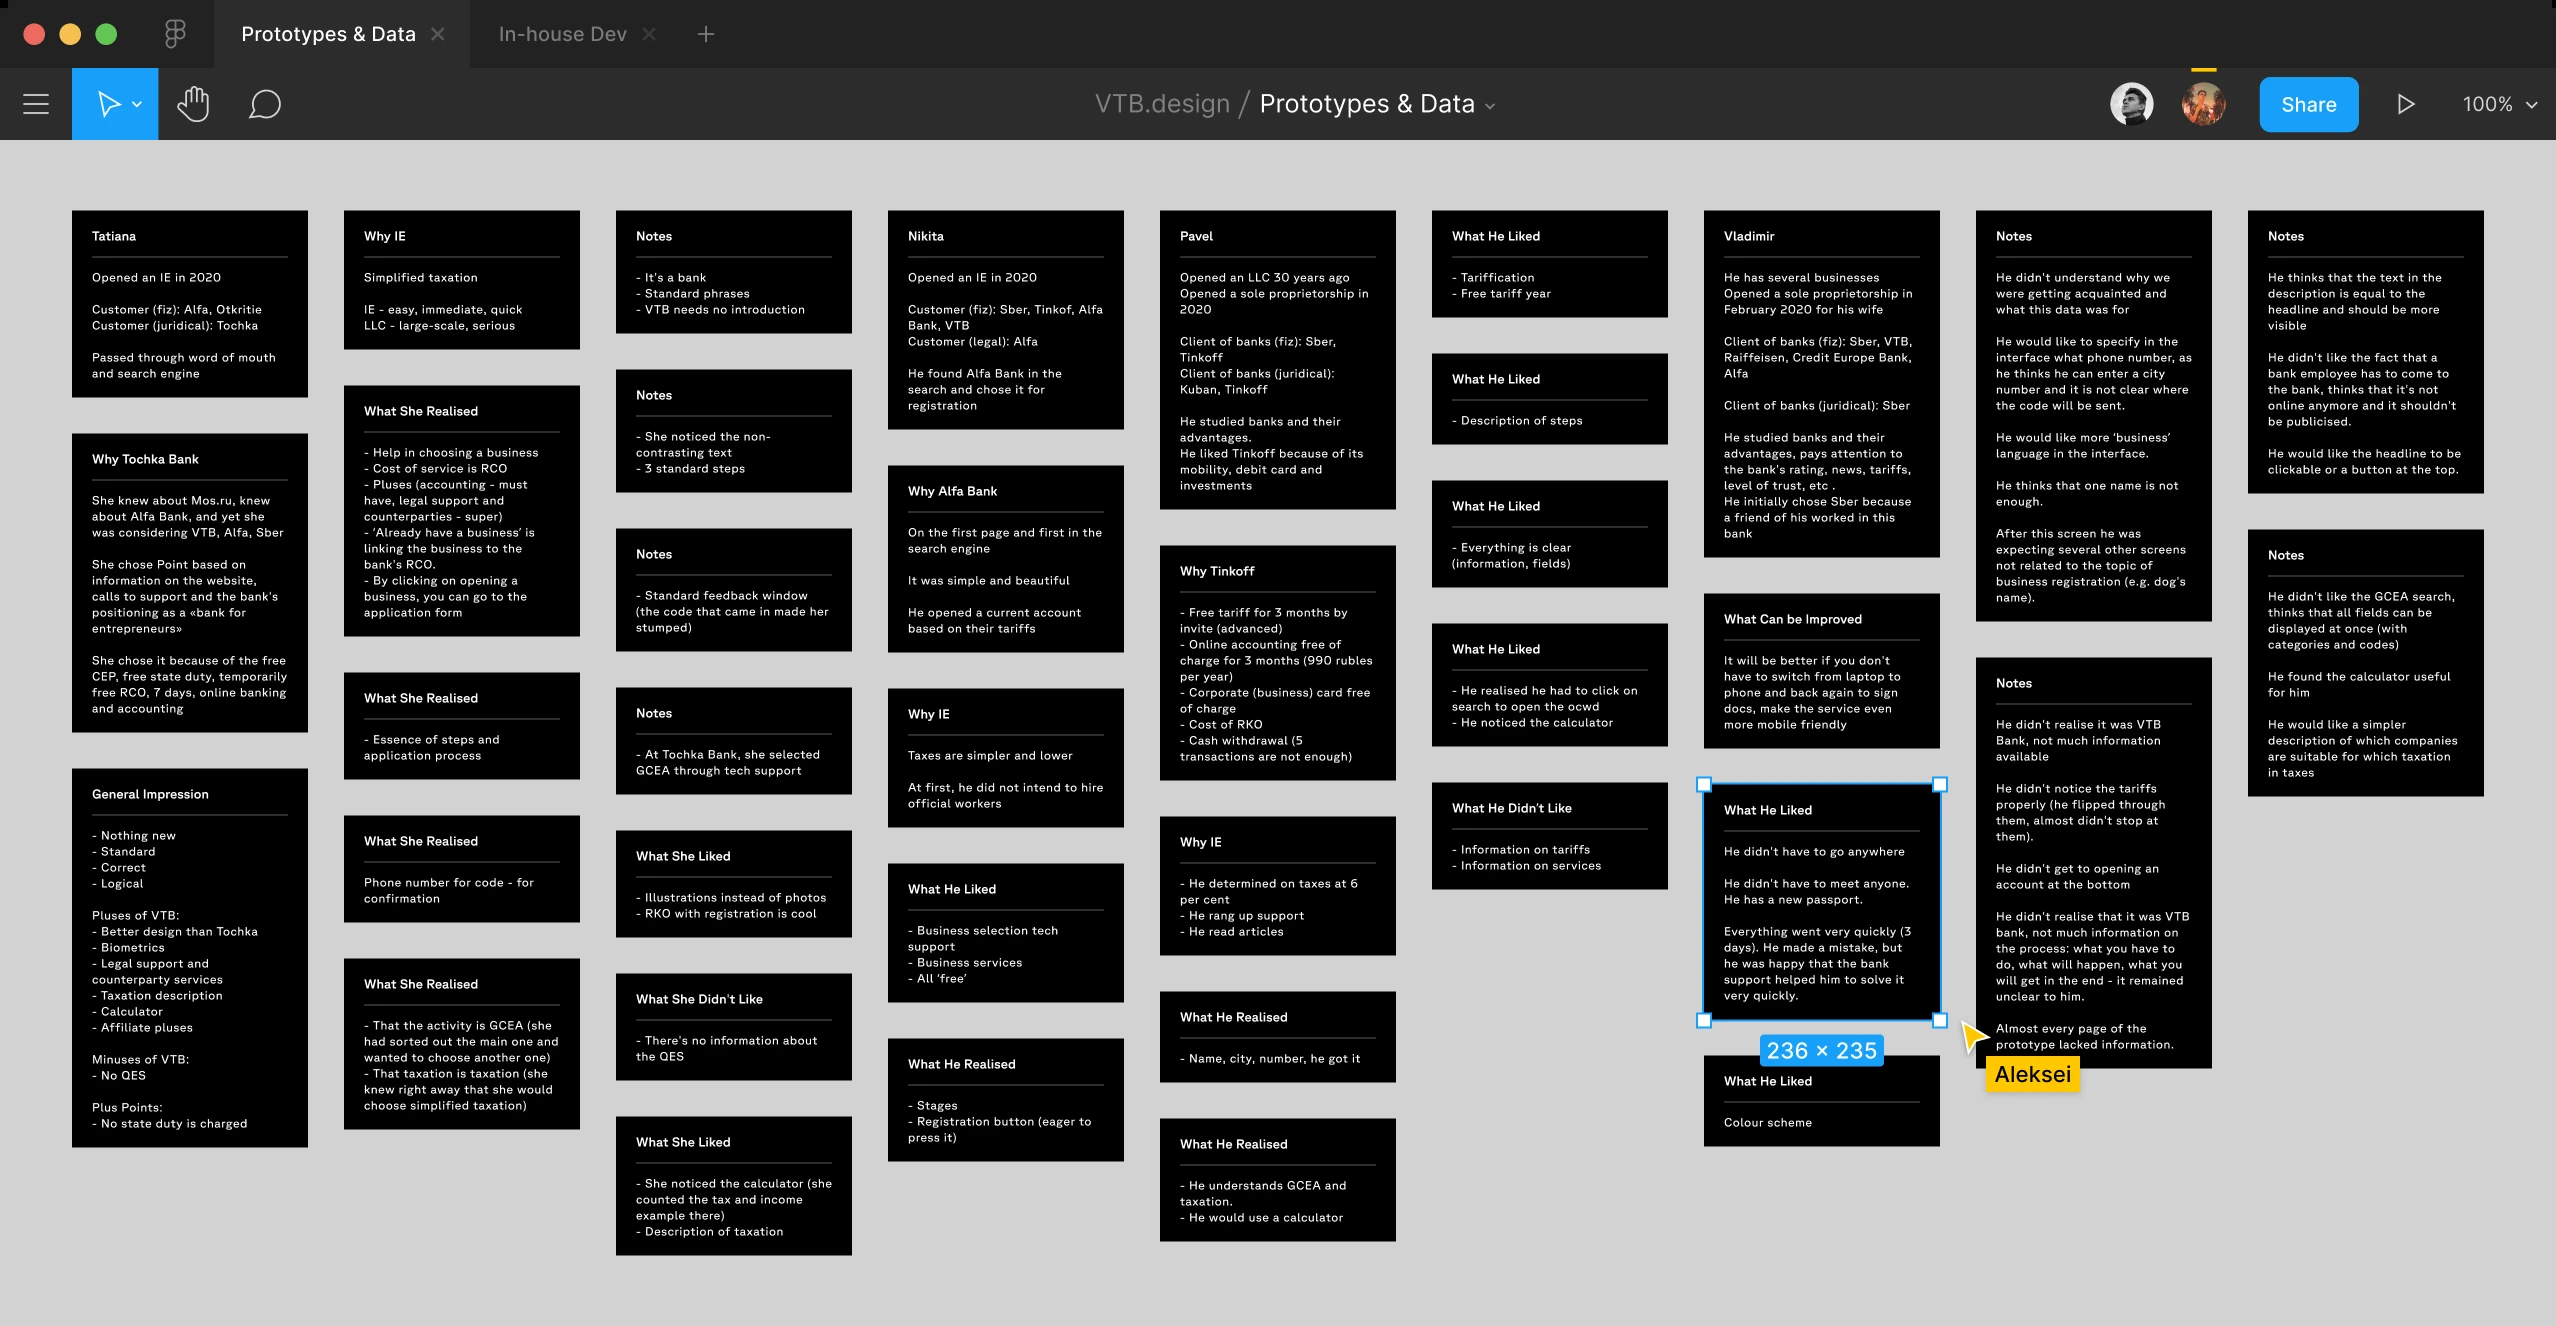 Prototypes & Data
In-house Dev
VTB.design / Prototypes & Data
Share
100%
Tatiana
Opened an IE in 2020
Customer (fiz): Alfa, Otkritie
Customer (juridical): Tochka
Passed through word of mouth
and search engine
Why Tochka Bank
She knew about Mos.ru, knew
about Alfa Bank, and yet she
was considering VTB, Alfa, Sber
She chose Point based on
information on the website,
calls to support and the bank's
positioning as a «bank for
entrepreneurs»
She chose it because of the free
CEP, free state duty, temporarily
free RCO, 7 days, online banking
and accounting
General Impression
- Nothing new
- Standard
- Correct
- Logical
Pluses of VTB:
- Better design than Tochka
- Biometrics
- Legal support and
counterparty services
- Taxation description
- Calculator
- Affiliate pluses
Minuses of VTB:
- No QES
Plus Points:
- No state duty is charged
Why IE
Simplified taxation
IE - easy, immediate, quick
LLC - large-scale, serious
What She Realised
- Help in choosing a business
- Cost of service is RCO
- Pluses (accounting - must
have, legal support and
counterparties - super)
- 'Already have a business' is
linking the business to the
bank's RCO.
- By clicking on opening a
business, you can go to the
application form
What She Realised
- Essence of steps and
application process
What She Realised
Phone number for code - for
confirmation
What She Realised
- That the activity is GCEA (she
had sorted out the main one and
wanted to choose another one)
- That taxation is taxation (she
knew right away that she would
choose simplified taxation)
Notes
- It's a bank
- Standard phrases
- VTB needs no introduction
Notes
- She noticed the non-
contrasting text
- 3 standard steps
Notes
- Standard feedback window
(the code that came in made her
stumped)
Notes
- At Tochka Bank, she selected
GCEA through tech support
What She Liked
- Illustrations instead of photos
- RKO with registration is cool
What She Didn't Like
- There's no information about
the QES
What She Liked
- She noticed the calculator (she
counted the tax and income
example there)
- Description of taxation
Nikita
Opened an IE in 2020
Customer (fiz): Sber, Tinkof, Alfa
Bank, VTB
Customer (legal): Alfa
He found Alfa Bank in the
search and chose it for
registration
Why Alfa Bank
On the first page and first in the
search engine
It was simple and beautiful
He opened a current account
based on their tariffs
Why IE
Taxes are simpler and lower
At first, he did not intend to hire
official workers
What He Liked
- Business selection tech
support
- Business services
- All 'free'
What He Realised
- Stages
- Registration button (eager to
press it)
Pavel
Opened an LLC 30 years ago
Opened a sole proprietorship in
2020
Client of banks (fiz): Sber,
Tinkoff
Client of banks (juridical):
Kuban, Tinkoff
He studied banks and their
advantages.
He liked Tinkoff because of its
mobility, debit card and
investments
Why Tinkoff
- Free tariff for 3 months by
invite (advanced)
- Online accounting free of
charge for 3 months (990 rubles
per year)
- Corporate (business) card free
of charge
- Cost of RKO
- Cash withdrawal (5
transactions are not enough)
Why IE
- He determined on taxes at 6
per cent
- He rang up support
- He read articles
What He Realised
- Name, city, number, he got it
What He Realised
- He understands GCEA and
taxation.
- He would use a calculator
What He Liked
- Tariffication
- Free tariff year
What He Liked
- Description of steps
What He Liked
- Everything is clear
(information, fields)
What He Liked
- He realised he had to click on
search to open the ocwd
- He noticed the calculator
What He Didn't Like
- Information on tariffs
- Information on services
Vladimir
He has several businesses
Opened a sole proprietorship in
February 2020 for his wife
Client of banks (fiz): Sber, VTB,
Raiffeisen, Credit Europe Bank,
Alfa
Client of banks (juridical): Sber
He studied banks and their
advantages, pays attention to
the bank's rating, news, tariffs,
level of trust, etc .
He initially chose Sber because
a friend of his worked in this
bank
What Can be Improved
It will be better if you don't
have to switch from laptop to
phone and back again to sign
docs, make the service even
more mobile friendly
What He Liked
He didn't have to go anywhere
He didn't have to meet anyone.
He has a new passport.
Everything went very quickly (3
days). He made a mistake, but
he was happy that the bank
support helped him to solve it
very quickly.
236 × 235
What He Liked
Colour scheme
Notes
He didn't understand why we
were getting acquainted and
what this data was for
He would like to specify in the
interface what phone number, as
he thinks he can enter a city
number and it is not clear where
the code will be sent.
He would like more 'business'
language in the interface.
He thinks that one name is not
enough.
After this screen he was
expecting several other screens
not related to the topic of
business registration (e.g. dog's
name).
Notes
He didn't realise it was VTB
Bank, not much information
available
He didn't notice the tariffs
properly (he flipped through
them, almost didn't stop at
them).
He didn't get to opening an
account at the bottom
He didn't realise that it was VTB
bank, not much information on
the process: what you have to
do, what will happen, what you
will get in the end - it remained
unclear to him.
Almost every page of the
prototype lacked information.
Aleksei
Notes
He thinks that the text in the
description is equal to the
headline and should be more
visible
He didn't like the fact that a
bank employee has to come to
the bank, thinks that it's not
online anymore and it shouldn't
be publicised.
He would like the headline to be
clickable or a button at the top.
Notes
He didn't like the GCEA search,
thinks that all fields can be
displayed at once (with
categories and codes)
He found the calculator useful
for him
He would like a simpler
description of which companies
are suitable for which taxation
in taxes